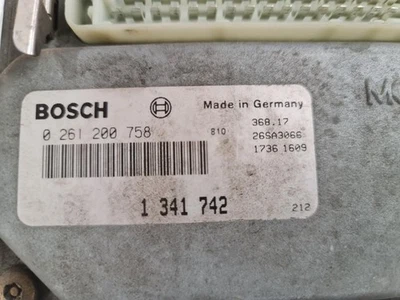 BOSCH Made in Germany
0 261 200 758 810 368.17
26SA3066
1736 1609
1 341 742 212